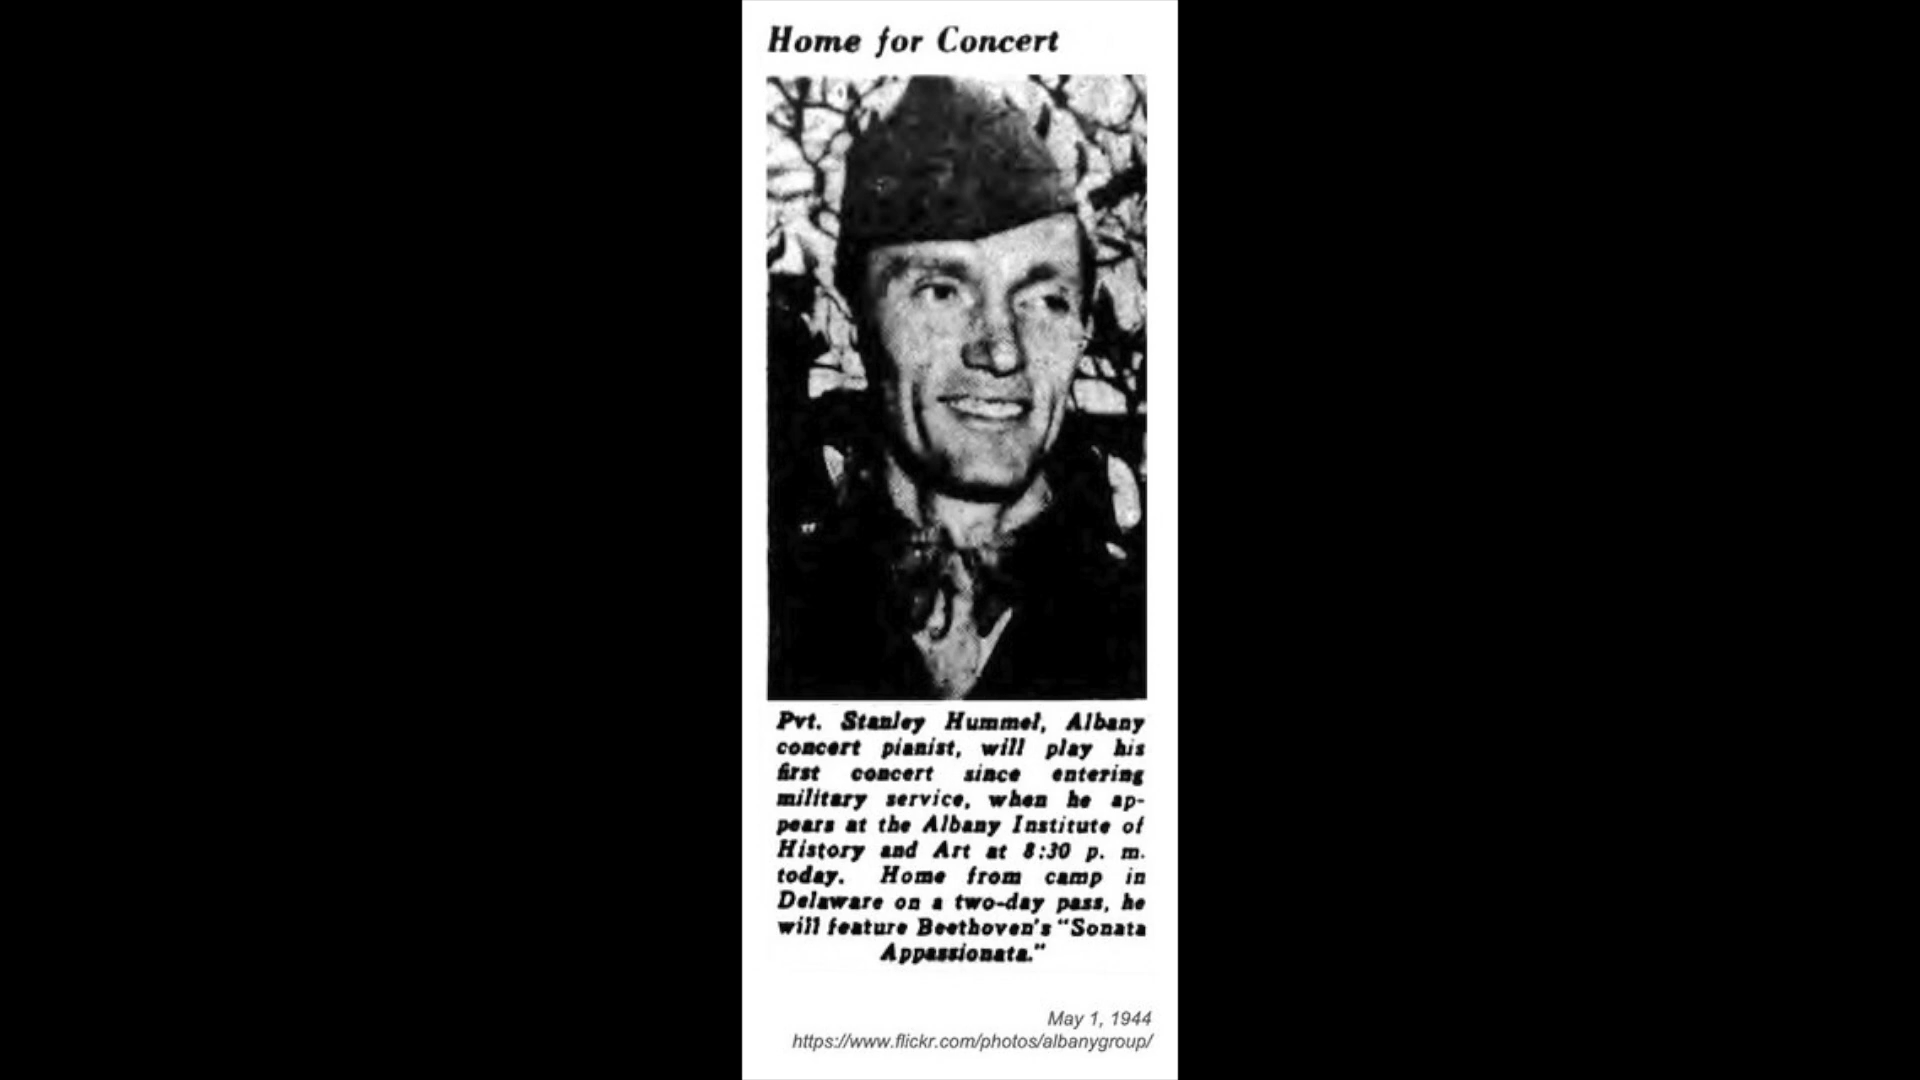 Home for Concert
Pvt. Stanley Hummel, Albany
concert pianist, will play his
first concert since entering
military service, when he ap-
pears at the Albany Institute of
History and Art at 8:30 p. m.
today. Home from camp in
Delaware on a two-day pass, he
will feature Beethoven's "Sonata
Appassionata."
May 1, 1944
https://www.flickr.com/photos/albanygroup/